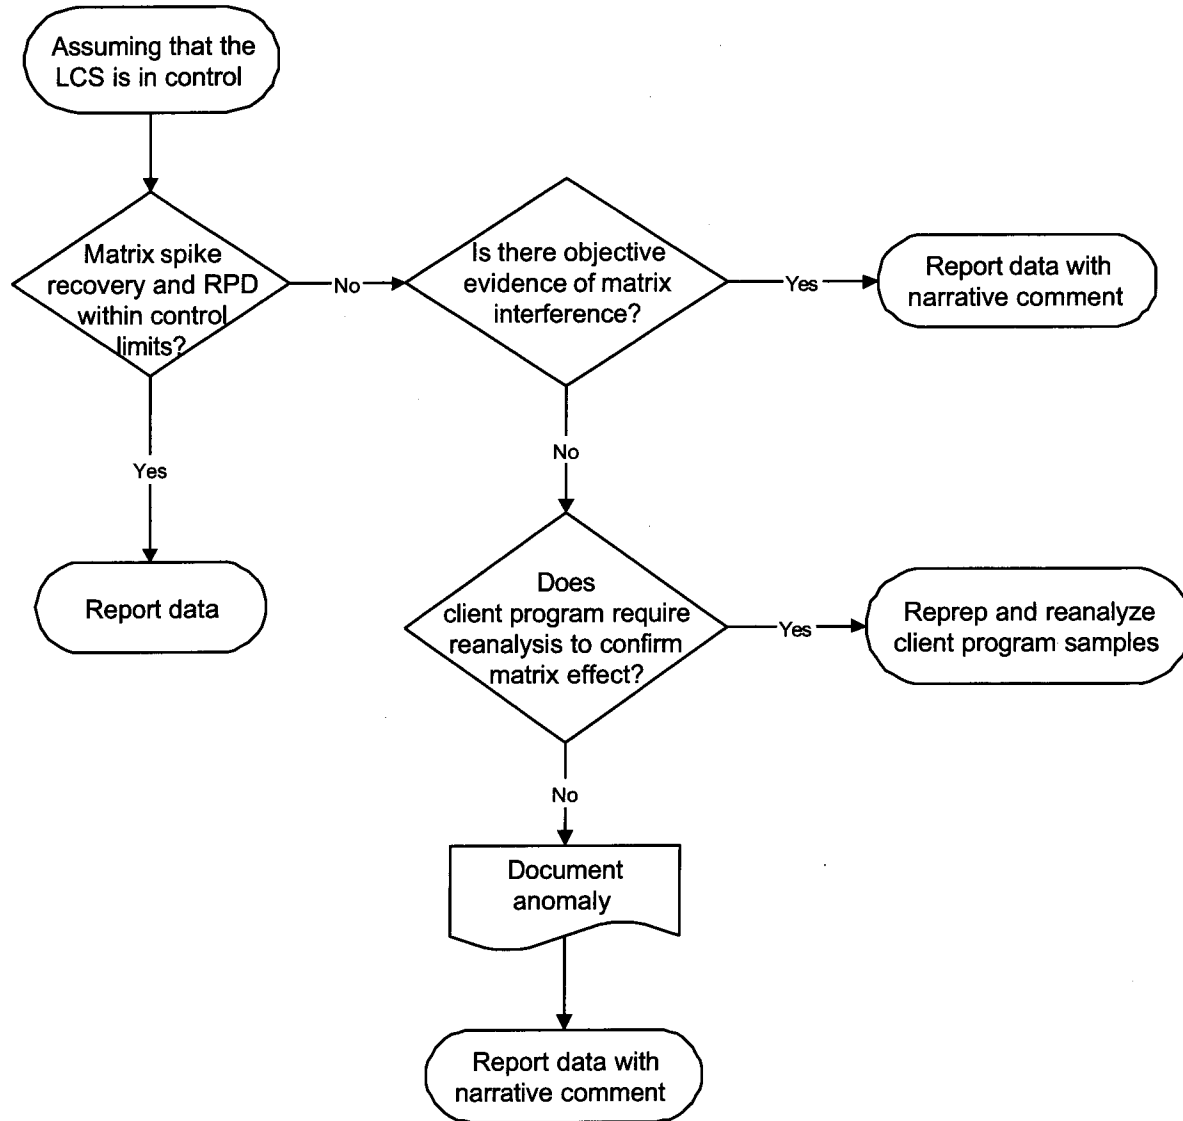 Assuming that the
LCS is in control
Matrix spike
recovery and RPD
within control
limits?
No
Is there objective
evidence of matrix
interference?
Yes
Report data with
narrative comment
Yes
No
Report data
Does
client program require
reanalysis to confirm
matrix effect?
Yes
Reprep and reanalyze
client program samples
No
Document
anomaly
Report data with
narrative comment